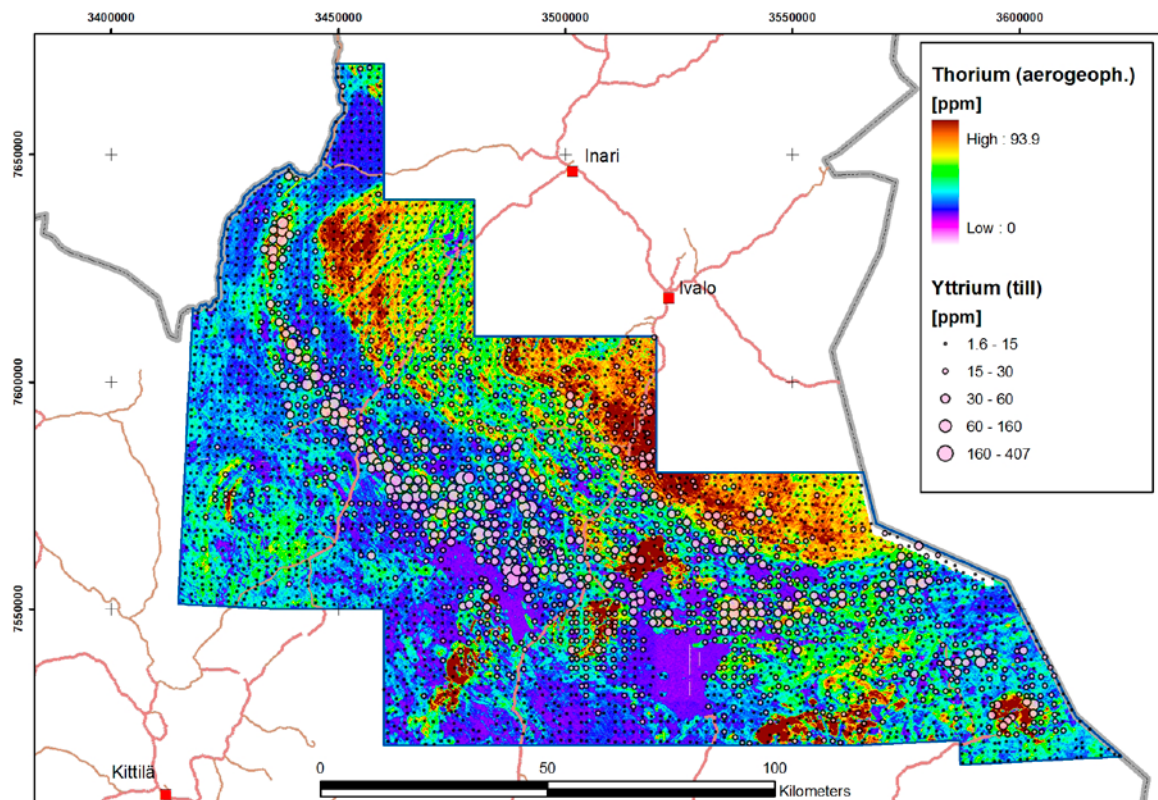 3400000 3450000 3500000 3550000 3600000
7650000
7600000
7550000
Inari
Ivalo
Kittilä
Thorium (aerogeoph.)
[ppm]
High : 93.9
Low : 0
Yttrium (till)
[ppm]
1.6 - 15
15 - 30
30 - 60
60 - 160
160 - 407
0 50 100
Kilometers